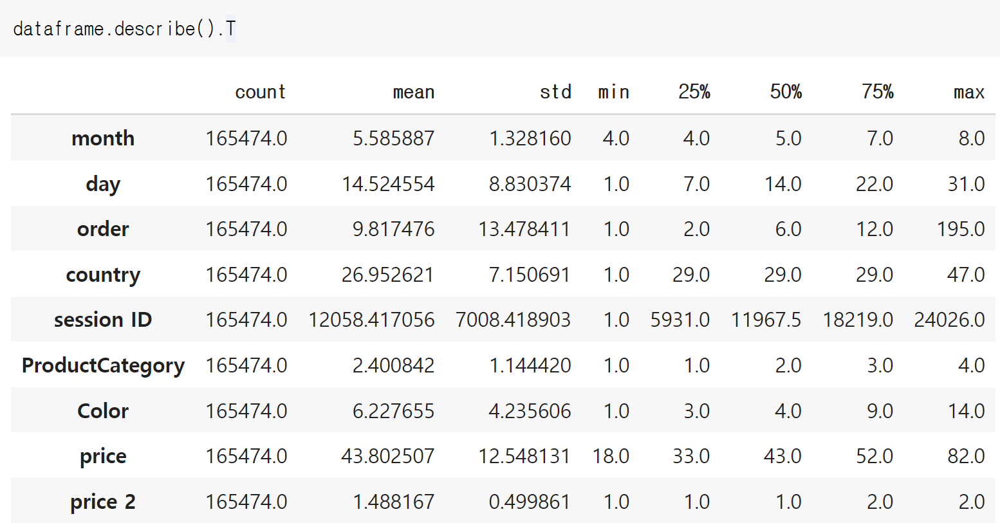 dataframe.describe().T
count mean std min 25% 50% 75% max
month 165474.0 5.585887 1.328160 4.0 4.0 5.0 7.0 8.0
day 165474.0 14.524554 8.830374 1.0 7.0 14.0 22.0 31.0
order 165474.0 9.817476 13.478411 1.0 2.0 6.0 12.0 195.0
country 165474.0 26.952621 7.150691 1.0 29.0 29.0 29.0 47.0
session ID 165474.0 12058.417056 7008.418903 1.0 5931.0 11967.5 18219.0 24026.0
ProductCategory 165474.0 2.400842 1.144420 1.0 1.0 2.0 3.0 4.0
Color 165474.0 6.227655 4.235606 1.0 3.0 4.0 9.0 14.0
price 165474.0 43.802507 12.548131 18.0 33.0 43.0 52.0 82.0
price 2 165474.0 1.488167 0.499861 1.0 1.0 1.0 2.0 2.0